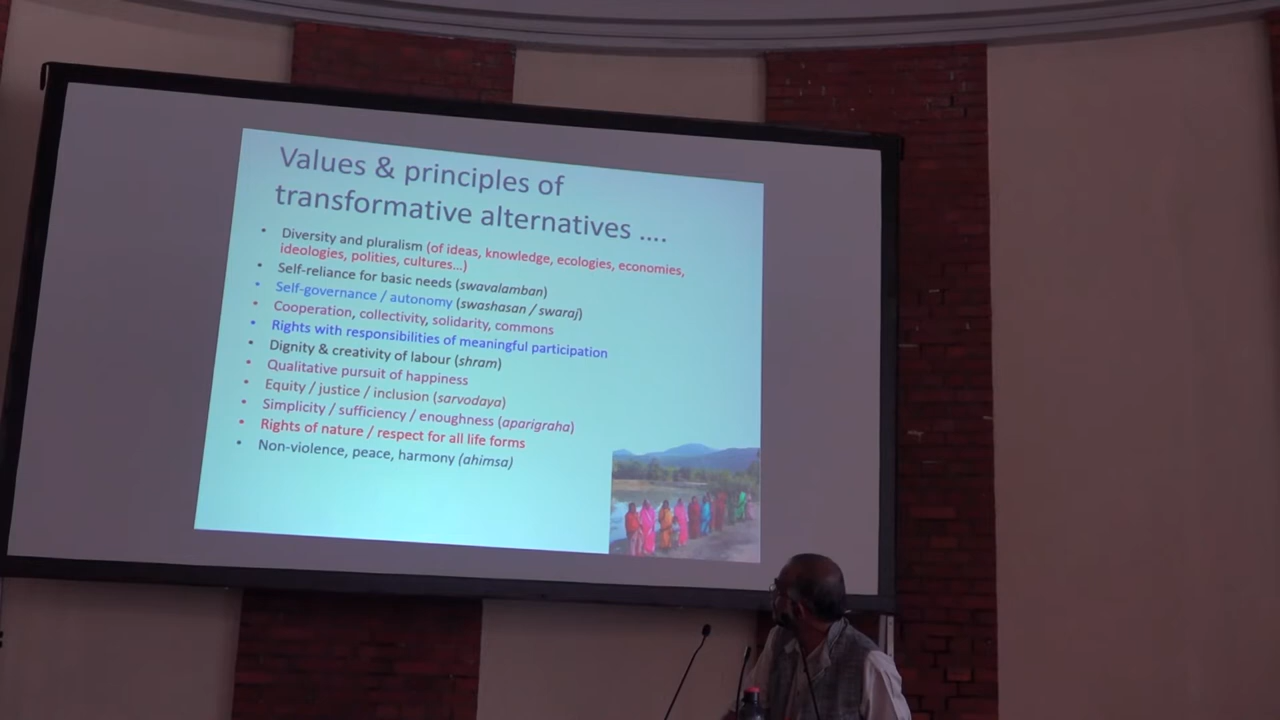 Values & principles of
transformative alternatives ....
• Diversity and pluralism (of ideas, knowledge, ecologies, economies,
ideologies, polities, cultures...)
• Self-reliance for basic needs (swavalamban)
• Self-governance / autonomy (swashasan / swaraj)
• Cooperation, collectivity, solidarity, commons
• Rights with responsibilities of meaningful participation
• Dignity & creativity of labour (shram)
• Qualitative pursuit of happiness
• Equity / justice / inclusion (sarvodaya)
• Simplicity / sufficiency / enoughness (aparigraha)
• Rights of nature / respect for all life forms
• Non-violence, peace, harmony (ahimsa)